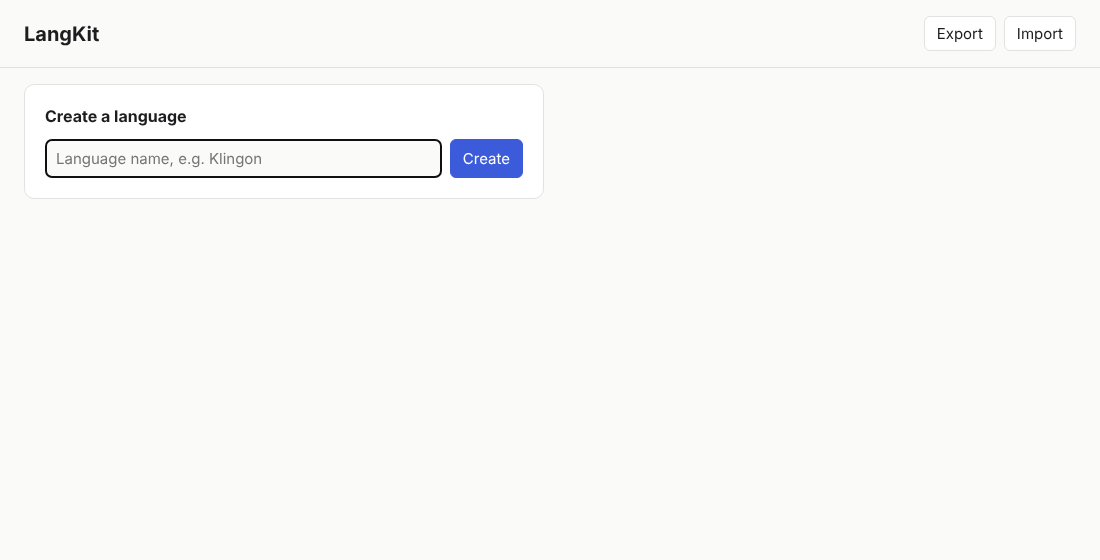 LangKit
Export
Import
Create a language
Language name, e.g. Klingon
Create